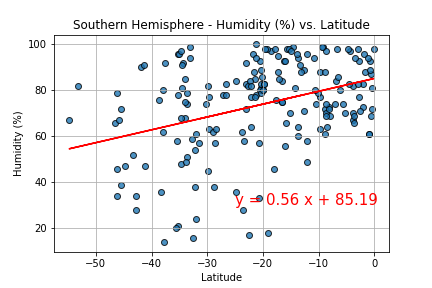 Southern Hemisphere - Humidity (%) vs. Latitude
Humidity (%)
100
80
60
40
20
y = 0.56 x + 85.19
−50
−40
−30
−20
−10
0
Latitude